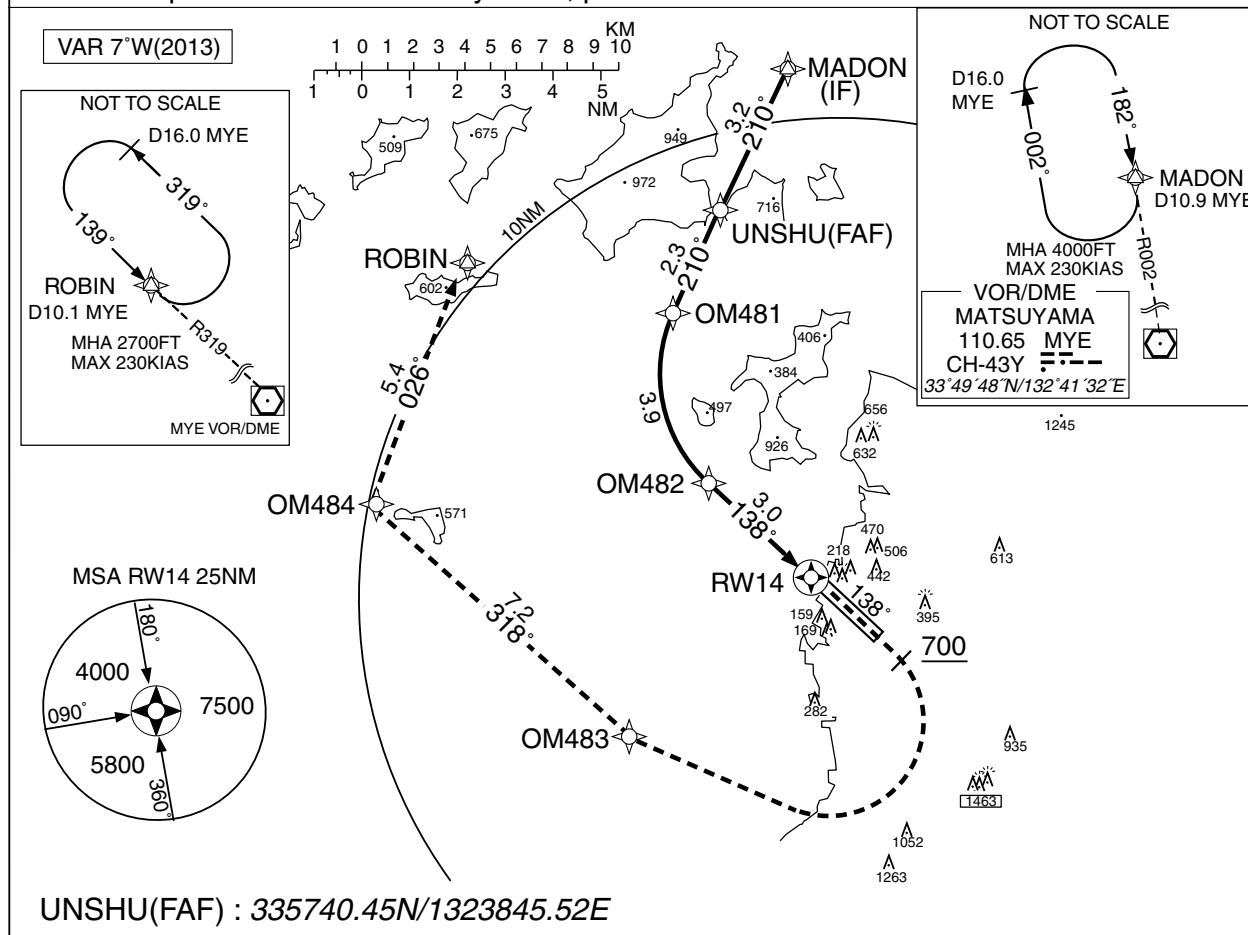 VAR 7°W(2013)
KM
1 0 1 2 3 4 5 6 7 8 9 10
1 0 1 2 3 4 5
NM
NOT TO SCALE
D16.0 MYE
319°
139°
ROBIN
D10.1 MYE
MHA 2700FT
MAX 230KIAS
R319
MYE VOR/DME
NOT TO SCALE
D16.0
MYE
182°
002°
MADON
D10.9 MYE
MHA 4000FT
MAX 230KIAS
R002
VOR/DME
MATSUYAMA
110.65 MYE
CH-43Y
33°49´48˝N/132°41´32˝E
MADON
(IF)
3.2
210°
509
675
949
972
716
10NM
UNSHU(FAF)
ROBIN
602
2.3
210°
OM481
5.4
026°
3.9
406
384
497
926
656
632
1245
OM482
OM484
571
3.0
138°
470
506
218
442
613
RW14
138°
395
159
169
700
7.2
318°
282
OM483
935
1463
1052
1263
MSA RW14 25NM
180°
4000
7500
090°
5800
360°
UNSHU(FAF) : 335740.45N/1323845.52E